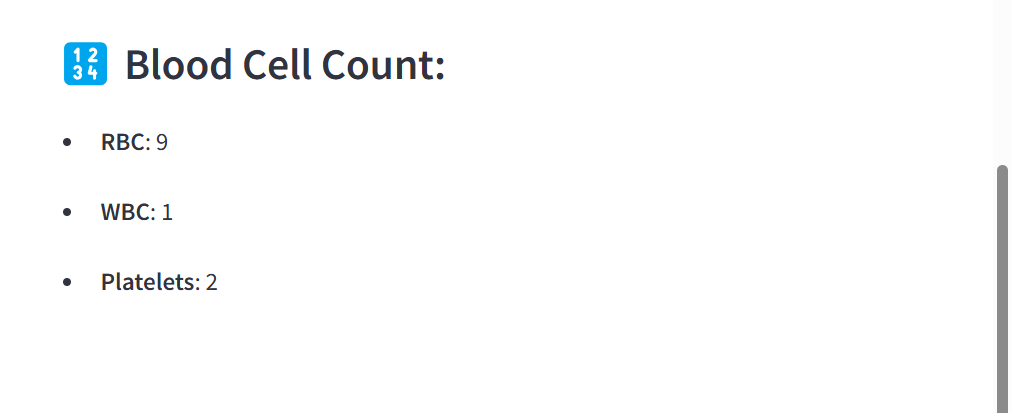 🔢 Blood Cell Count:
• RBC: 9
• WBC: 1
• Platelets: 2